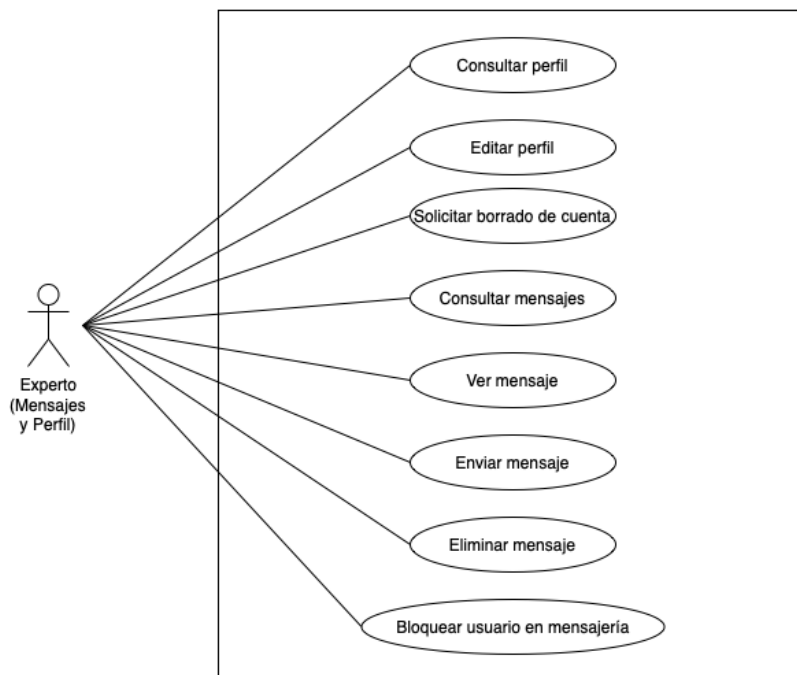 Consultar perfil
Editar perfil
Solicitar borrado de cuenta
Consultar mensajes
Ver mensaje
Enviar mensaje
Eliminar mensaje
Bloquear usuario en mensajería
Experto
(Mensajes
y Perfil)